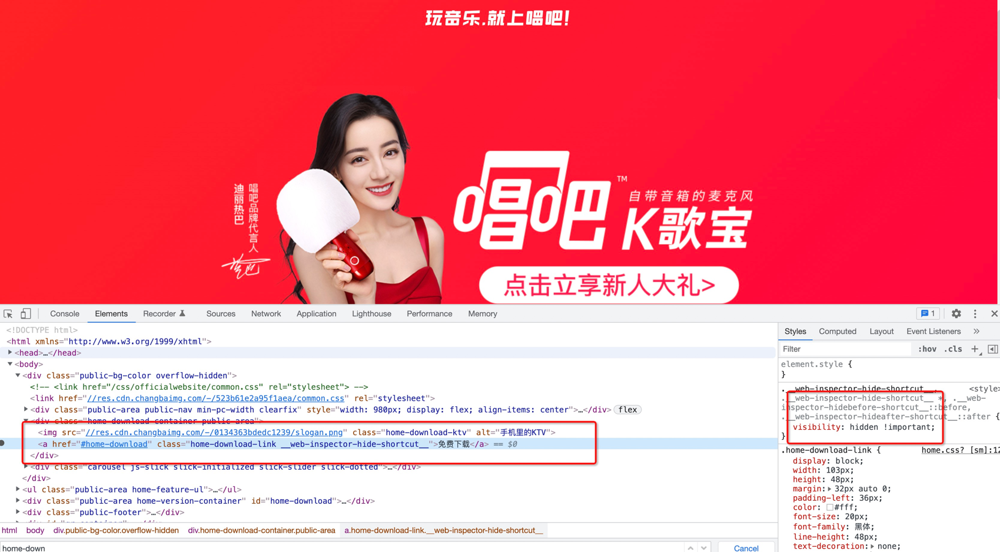 玩音乐,就上唱吧!
唱吧品牌代言人
迪丽热巴
唱吧™
自带音箱的麦克风
K歌宝
点击立享新人大礼>
Console Elements Recorder Sources Network Application Lighthouse Performance Memory 1
<!DOCTYPE html>
<html xmlns="http://www.w3.org/1999/xhtml">
<head>…</head>
<body>
<div class="public-bg-color overflow-hidden">
<!-- <link href="/css/officialwebsite/common.css" rel="stylesheet"> -->
<link href="//res.cdn.changbaimg.com/-/523b61e2a95f1aea/common.css" rel="stylesheet">
<div class="public-area public-nav min-pc-width clearfix" style="width: 980px; display: flex; align-items: center">…</div> flex
<div class="home-download-container public-area">
<img src="//res.cdn.changbaimg.com/-/0134363bdedc1239/slogan.png" class="home-download-ktv" alt="手机里的KTV">
<a href="#home-download" class="home-download-link __web-inspector-hide-shortcut__">免费下载</a> == $0
</div>
<div class="carousel js-slick slick-initialized slick-slider slick-dotted">…</div>
</div>
<ul class="public-area home-feature-ul">…</ul>
<div class="public-area home-version-container" id="home-download">…</div>
<div class="public-footer">…</div>
html body div.public-bg-color.overflow-hidden div.home-download-container.public-area a.home-download-link.__web-inspector-hide-shortcut__
home-down Cancel
Styles Computed Layout Event Listeners »
Filter :hov .cls +
element.style {
}
.__web-inspector-hide-shortcut__, <style>
.__web-inspector-hide-shortcut__ *, .__web-
inspector-hidebefore-shortcut__::before,
.__web-inspector-hideafter-shortcut__::after {
visibility: hidden !important;
}
.home-download-link { home.css? [sm]:12
display: block;
width: 103px;
height: 48px;
margin: 32px auto 0;
padding-left: 36px;
color: #fff;
font-size: 20px;
font-family: 黑体;
line-height: 48px;
text-decoration: none;